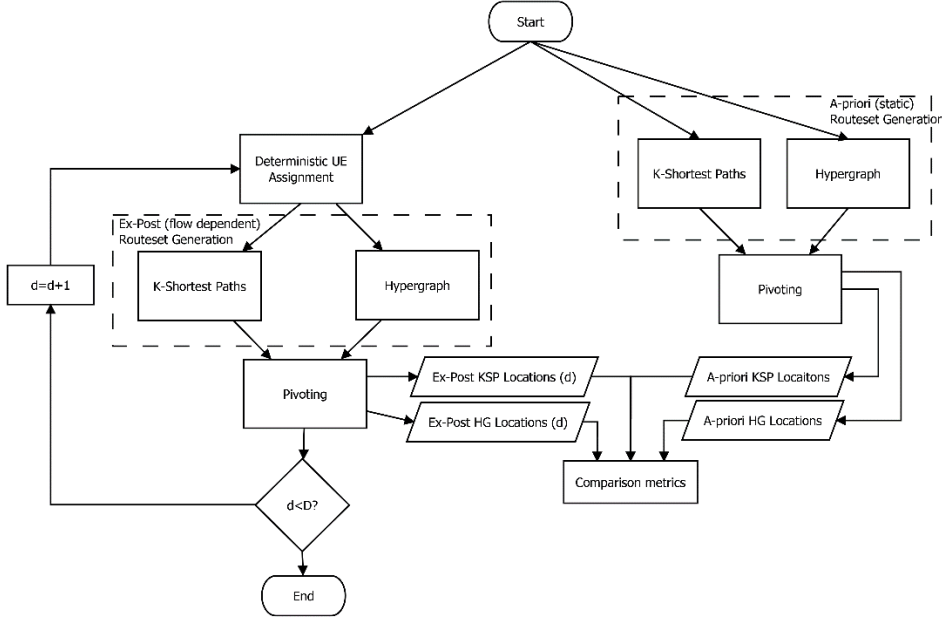 Start
A-priori (static)
Routeset Generation
Deterministic UE
Assignment
K-Shortest Paths
Hypergraph
Ex-Post (flow dependent)
Routeset Generation
d=d+1
K-Shortest Paths
Hypergraph
Pivoting
Pivoting
Ex-Post KSP Locations (d)
A-priori KSP Locaitons
Ex-Post HG Locations (d)
A-priori HG Locations
Comparison metrics
d<D?
End